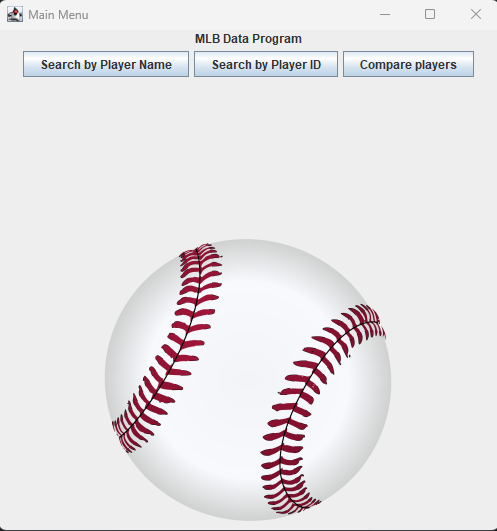 Main Menu
MLB Data Program
Search by Player Name
Search by Player ID
Compare players